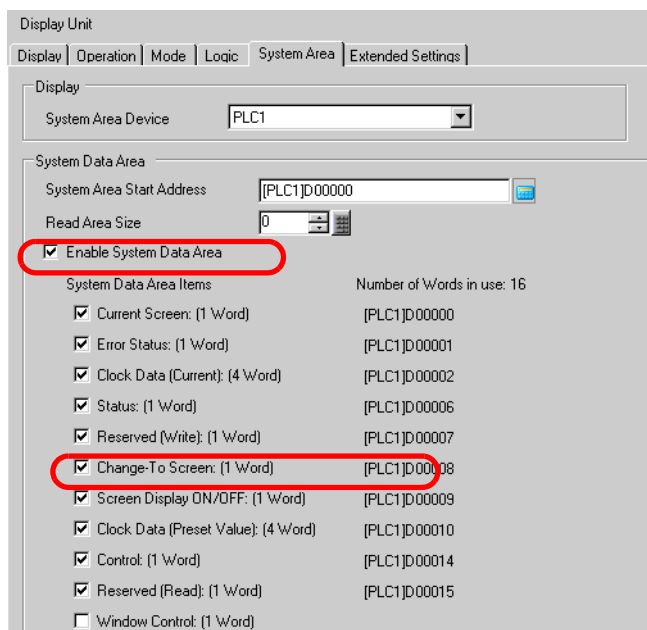 Display Unit
Display Operation Mode Logic System Area Extended Settings
Display
System Area Device PLC1
System Data Area
System Area Start Address [PLC1]D00000
Read Area Size 0
Enable System Data Area
System Data Area Items Number of Words in use: 16
Current Screen: (1 Word) [PLC1]D00000
Error Status: (1 Word) [PLC1]D00001
Clock Data (Current): (4 Word) [PLC1]D00002
Status: (1 Word) [PLC1]D00006
Reserved (Write): (1 Word) [PLC1]D00007
Change-To Screen: (1 Word) [PLC1]D00008
Screen Display ON/OFF: (1 Word) [PLC1]D00009
Clock Data (Preset Value): (4 Word) [PLC1]D00010
Control: (1 Word) [PLC1]D00014
Reserved (Read): (1 Word) [PLC1]D00015
Window Control: (1 Word)